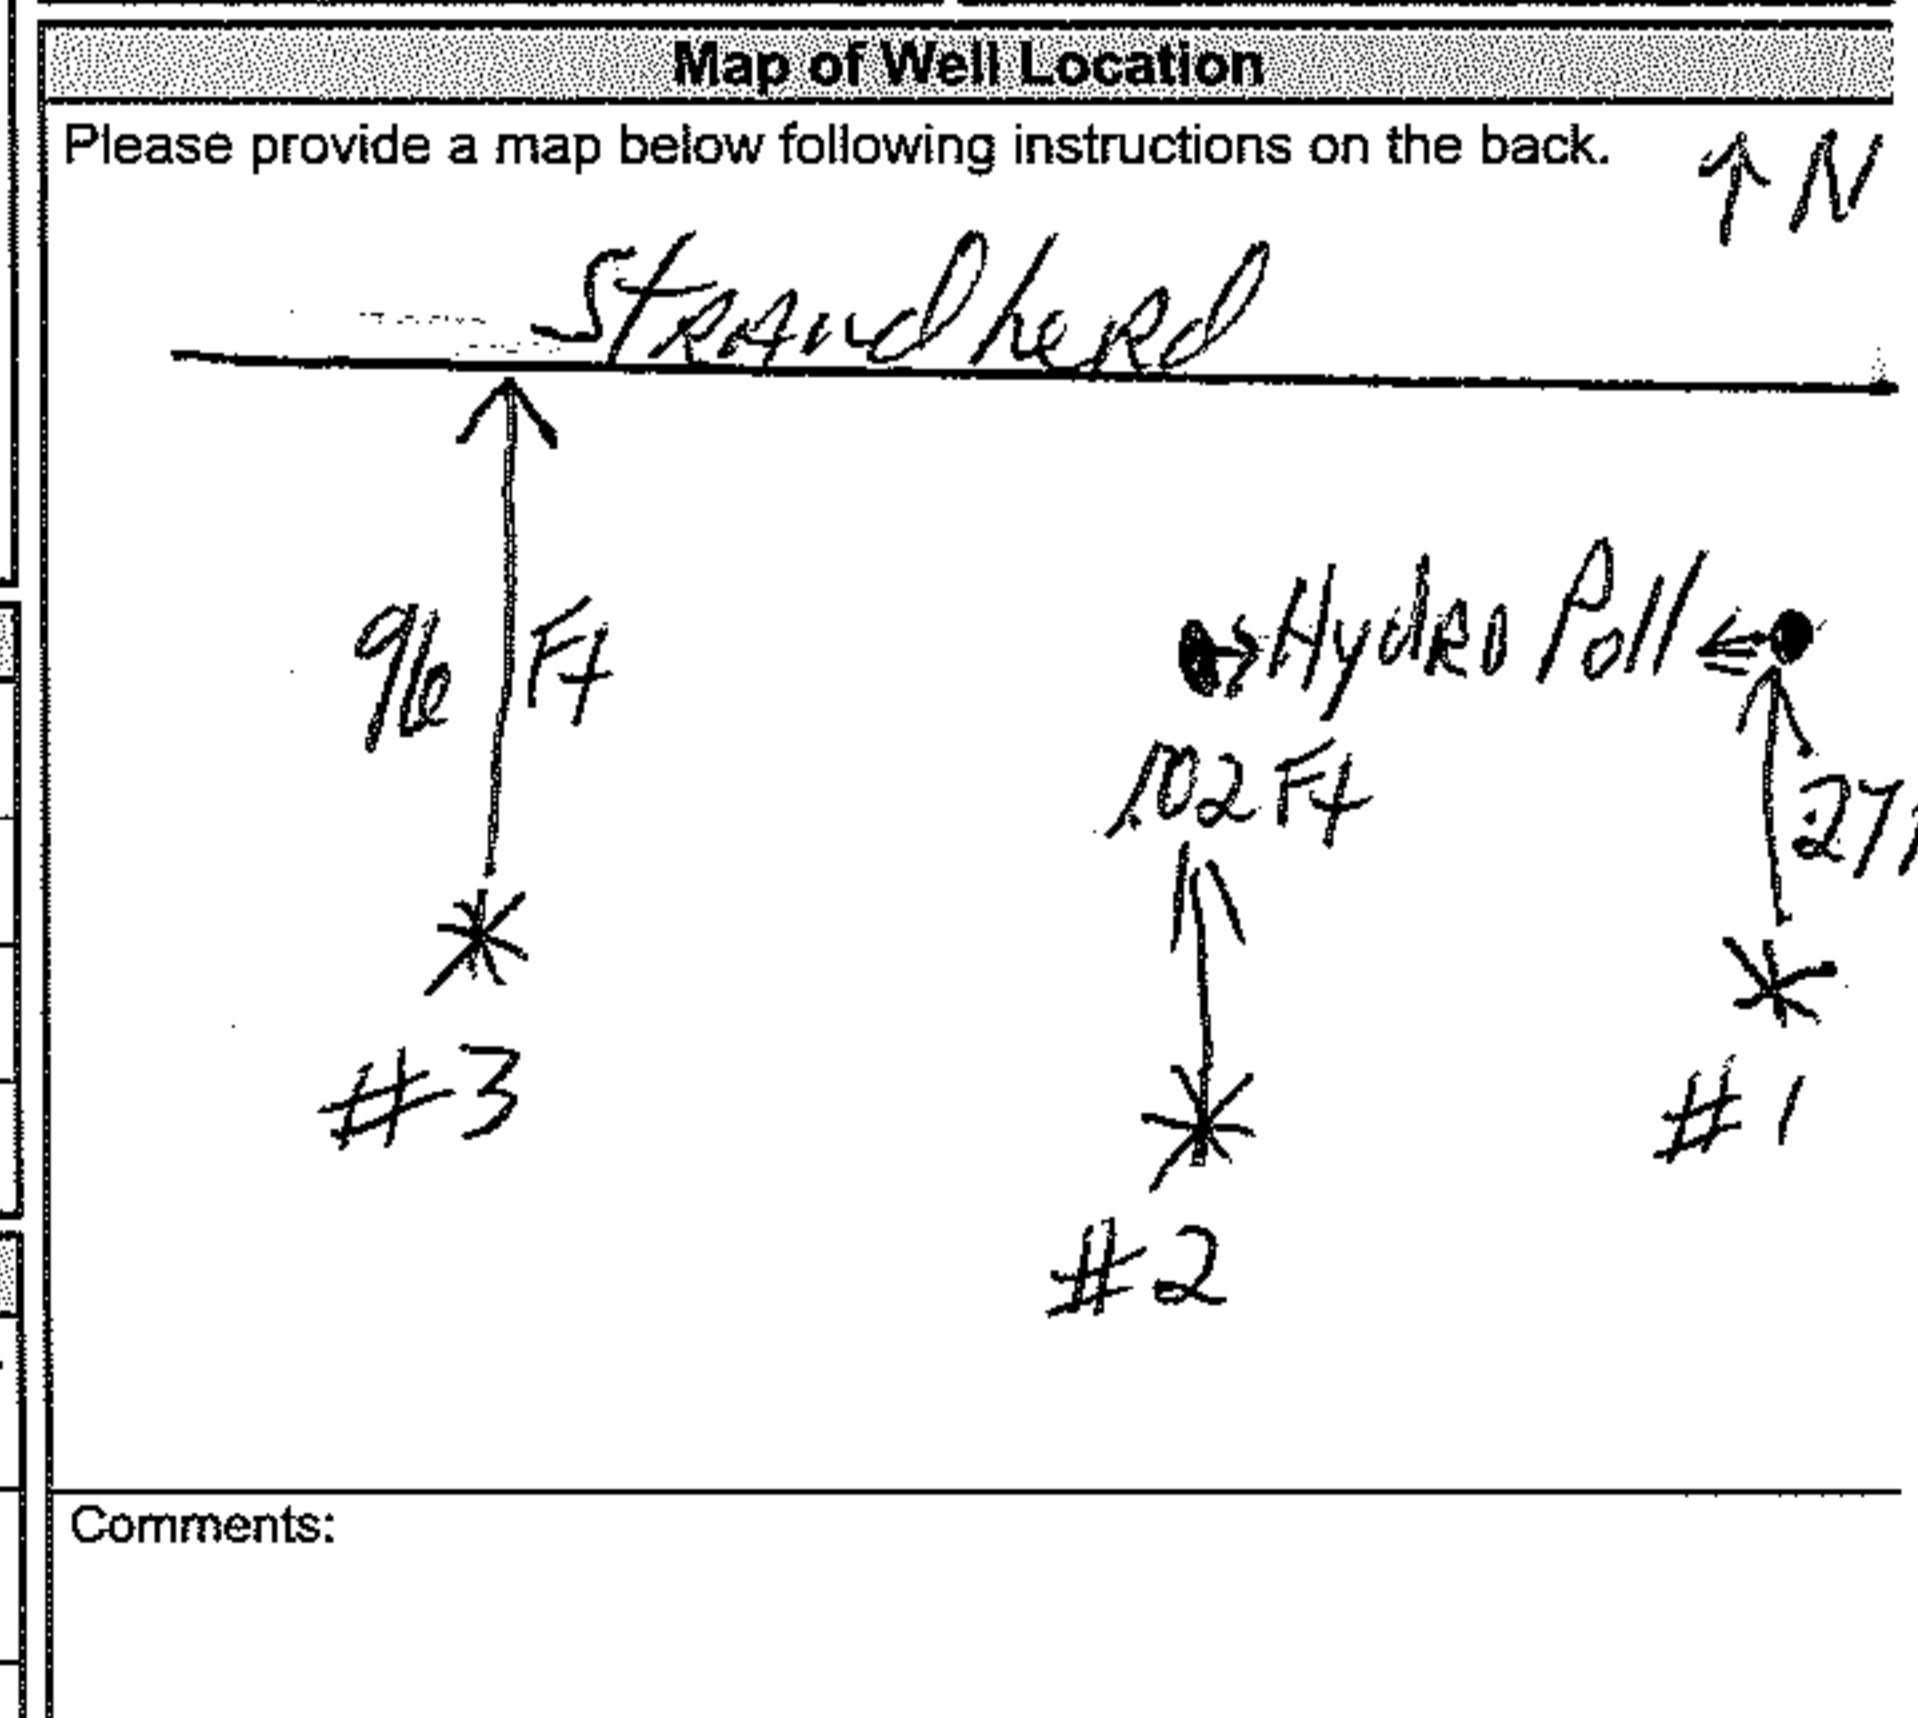 Map of Well Location
Please provide a map below following instructions on the back.
↑ N
Strandherd
96 Ft
Hydro Poll
102 Ft
27
#3
#1
#2
Comments: